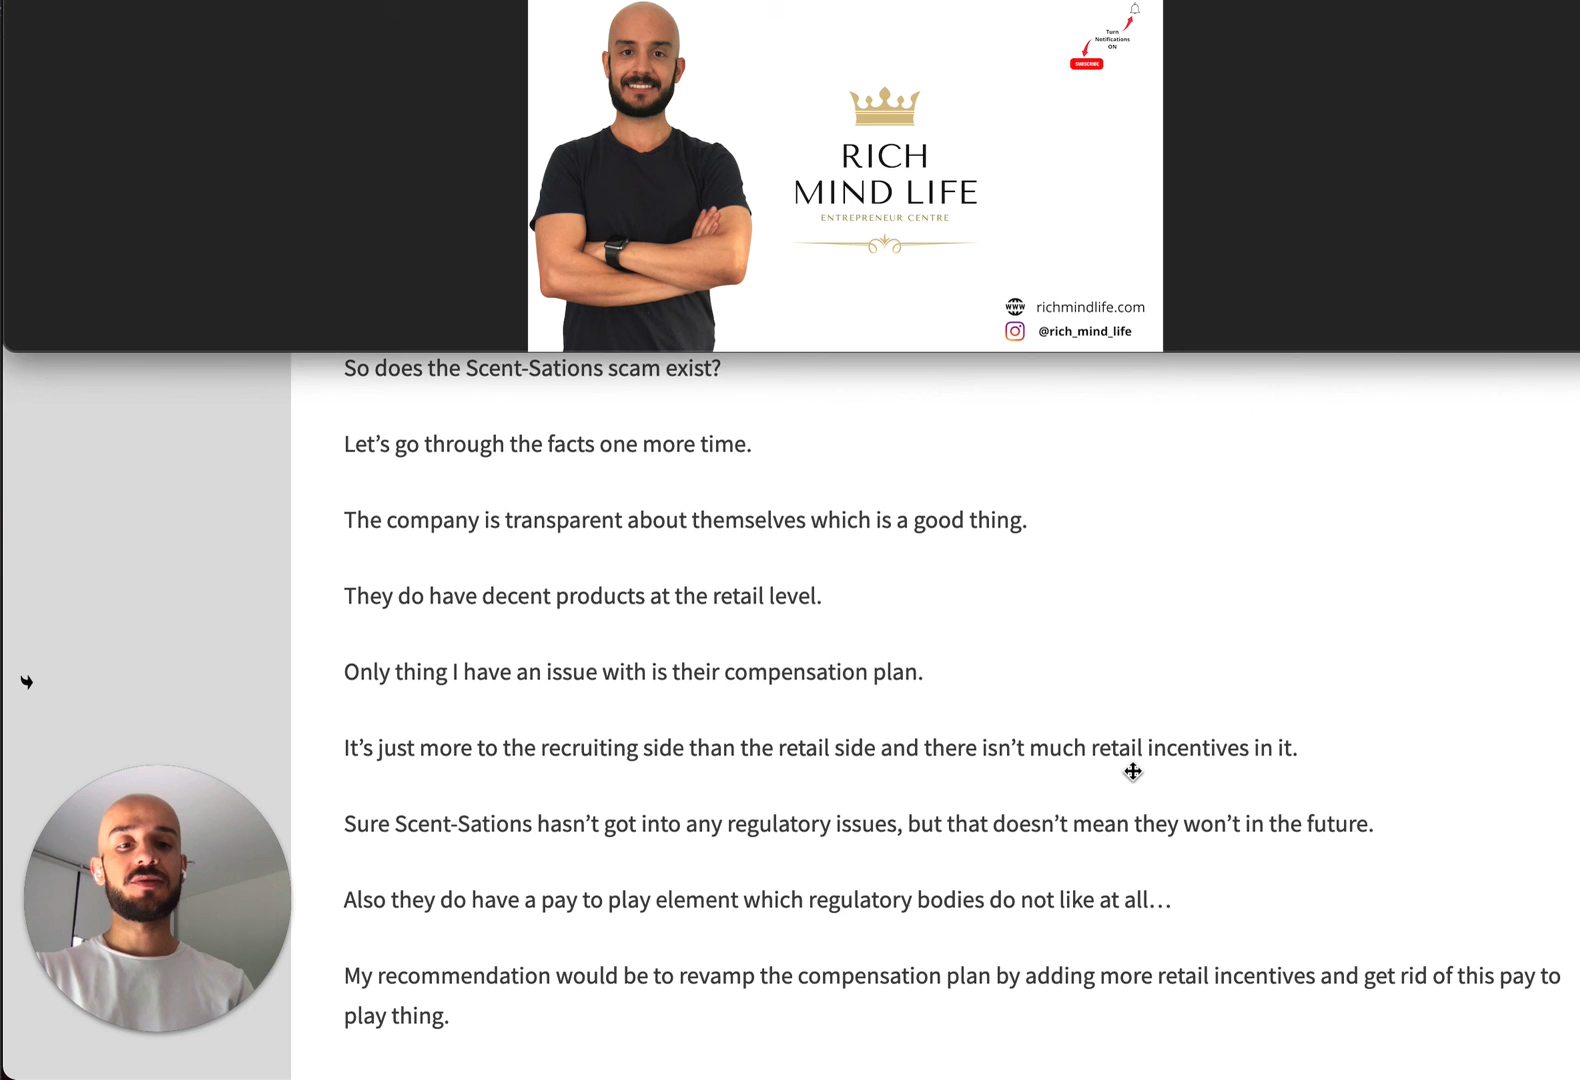 Turn
Notifications
ON
SUBSCRIBE
RICH
MIND LIFE
ENTREPRENEUR CENTRE
www
richmindlife.com
@rich_mind_life
So does the Scent-Sations scam exist?
Let’s go through the facts one more time.
The company is transparent about themselves which is a good thing.
They do have decent products at the retail level.
Only thing I have an issue with is their compensation plan.
It’s just more to the recruiting side than the retail side and there isn’t much retail incentives in it.
Sure Scent-Sations hasn’t got into any regulatory issues, but that doesn’t mean they won’t in the future.
Also they do have a pay to play element which regulatory bodies do not like at all…
My recommendation would be to revamp the compensation plan by adding more retail incentives and get rid of this pay to
play thing.